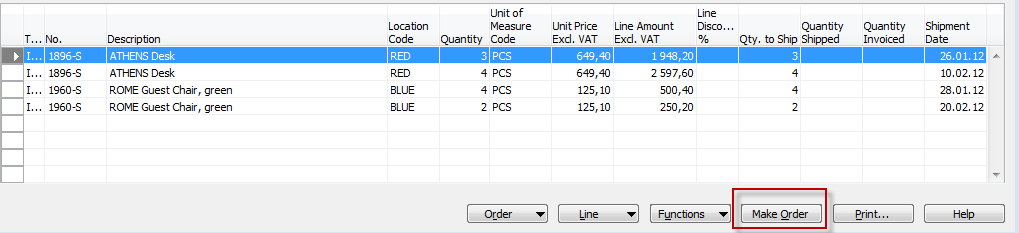 T... No. Description Location Code Quantity Unit of Measure Code Unit Price Excl. VAT Line Amount Excl. VAT Line Disco... % Qty. to Ship Quantity Shipped Quantity Invoiced Shipment Date
I... 1896-S ATHENS Desk RED 3 PCS 649,40 1 948,20 3 26.01.12
I... 1896-S ATHENS Desk RED 4 PCS 649,40 2 597,60 4 10.02.12
I... 1960-S ROME Guest Chair, green BLUE 4 PCS 125,10 500,40 4 28.01.12
I... 1960-S ROME Guest Chair, green BLUE 2 PCS 125,10 250,20 2 20.02.12
Order Line Functions Make Order Print... Help